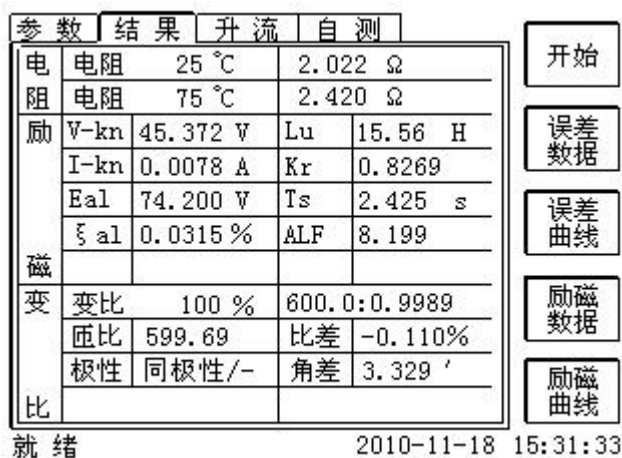 参 数 结 果 升 流 自 测
电 电阻 25 ℃ 2.022 Ω
阻 电阻 75 ℃ 2.420 Ω
励 V-kn 45.372 V Lu 15.56 H
I-kn 0.0078 A Kr 0.8269
Eal 74.200 V Ts 2.425 s
ξal 0.0315% ALF 8.199
磁
变 变比 100 % 600.0:0.9989
匝比 599.69 比差 -0.110%
极性 同极性/- 角差 3.329 ′
比
开始
误差
数据
误差
曲线
励磁
数据
励磁
曲线
就 绪 2010-11-18 15:31:33